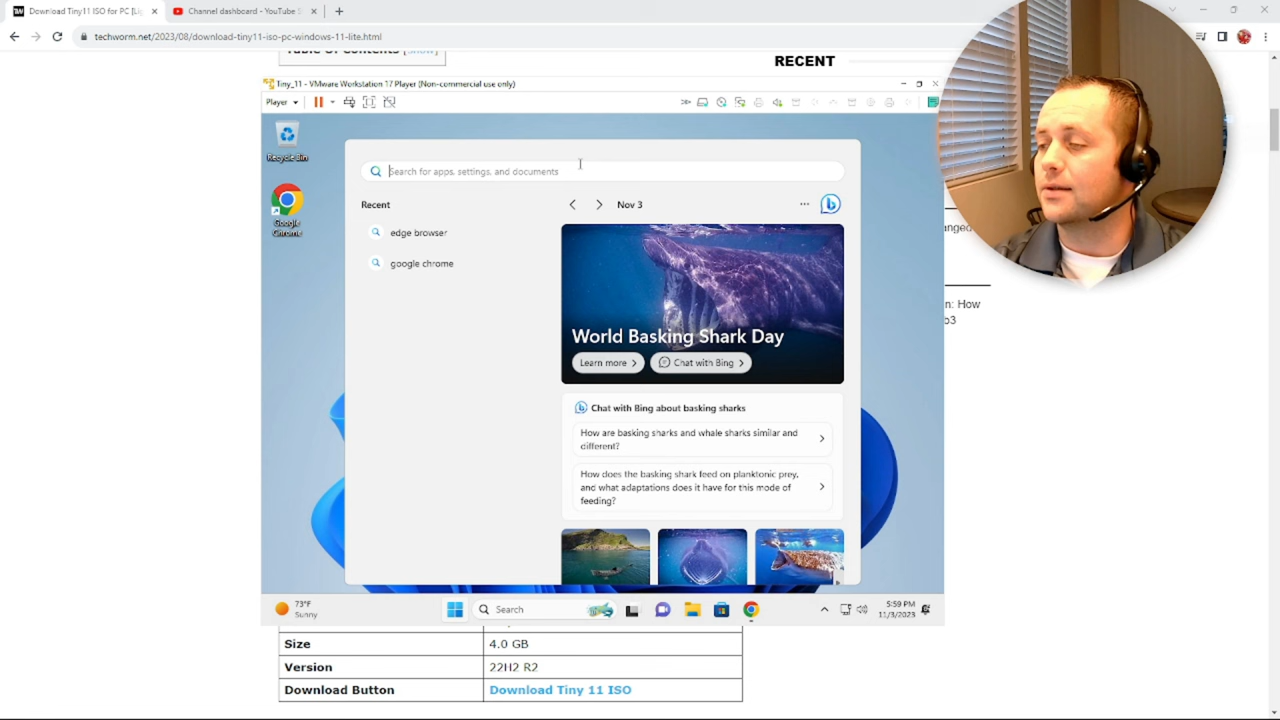 Download Tiny11 ISO for PC [Lig
Channel dashboard - YouTube S
techworm.net/2023/08/download-tiny11-iso-pc-windows-11-lite.html
RECENT
Tiny_11 - VMware Workstation 17 Player (Non-commercial use only)
Player
Recycle Bin
Search for apps, settings, and documents
Recent
Nov 3
Google
Chrome
edge browser
google chrome
World Basking Shark Day
Learn more
Chat with Bing
Chat with Bing about basking sharks
How are basking sharks and whale sharks similar and
different?
How does the basking shark feed on planktonic prey,
and what adaptations does it have for this mode of
feeding?
anged
n: How
b3
73°F
Sunny
Search
5:59 PM
11/3/2023
Size
4.0 GB
Version
22H2 R2
Download Button
Download Tiny 11 ISO